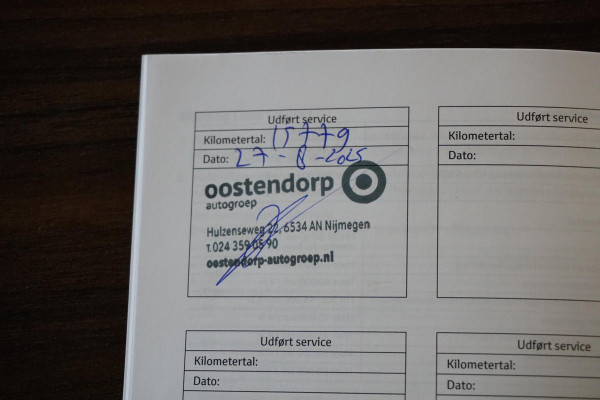 Udført service
Kilometertal: 15779
Dato: 27-8-2025
oostendorp
autogroep
Hulzenseweg 22, 6534 AN Nijmegen
T. 024 359 05 90
oostendorp-autogroep.nl
Udført service
Kilometertal:
Dato:
Udført service
Kilometertal:
Dato:
Udført service
Kilometertal:
Dato: